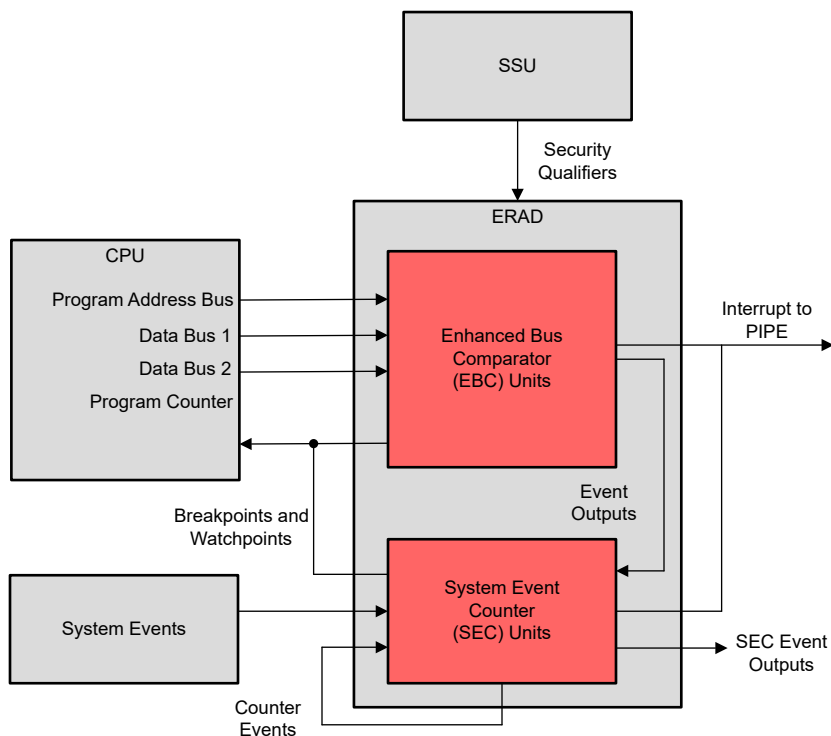 SSU
Security
Qualifiers
ERAD
CPU
Program Address Bus
Data Bus 1
Data Bus 2
Program Counter
Enhanced Bus
Comparator
(EBC) Units
Interrupt to
PIPE
Event
Outputs
Breakpoints and
Watchpoints
System Events
System Event
Counter
(SEC) Units
SEC Event
Outputs
Counter
Events